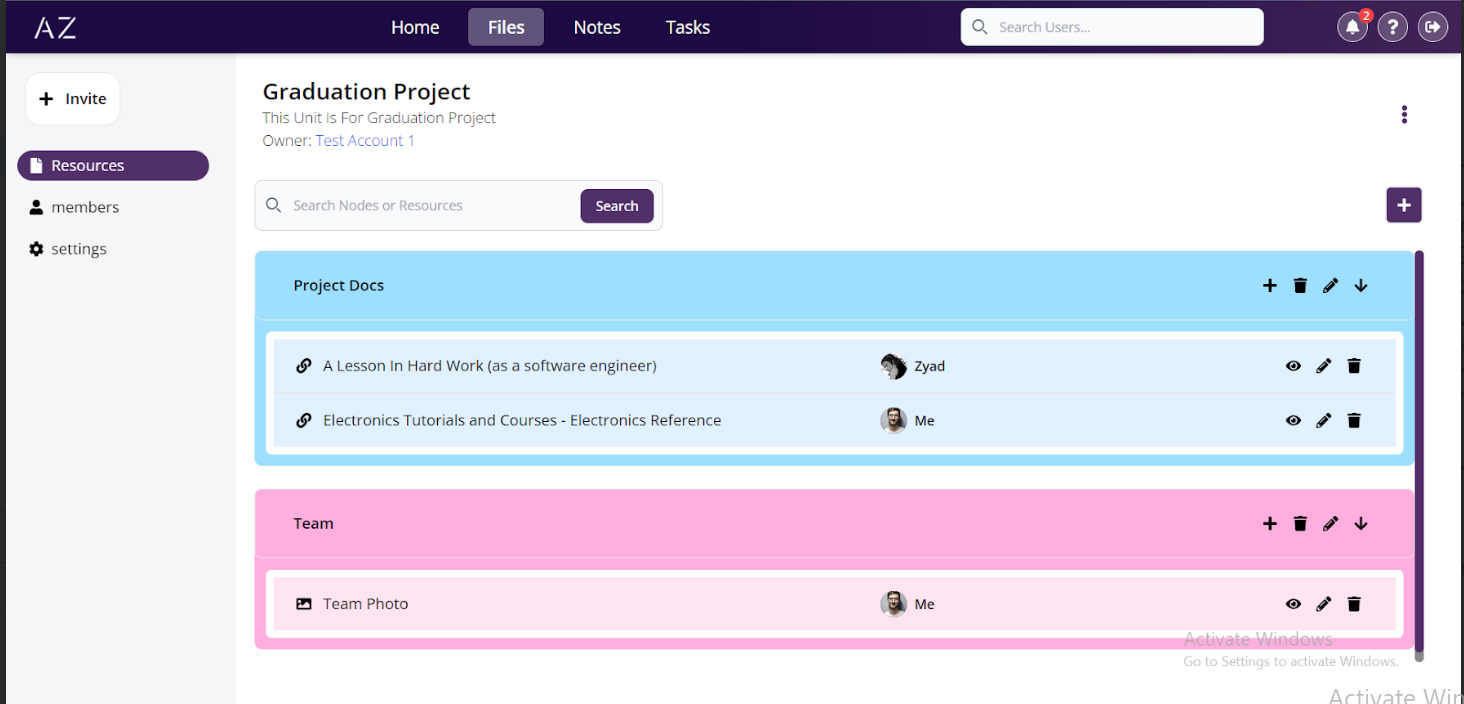 AZ
Home Files Notes Tasks
Search Users...
2
?
Invite
Resources
members
settings
Graduation Project
This Unit Is For Graduation Project
Owner: Test Account 1
Search Nodes or Resources Search
Project Docs
A Lesson In Hard Work (as a software engineer) Zyad
Electronics Tutorials and Courses - Electronics Reference Me
Team
Team Photo Me
Activate Windows
Go to Settings to activate Windows.
Activate Win